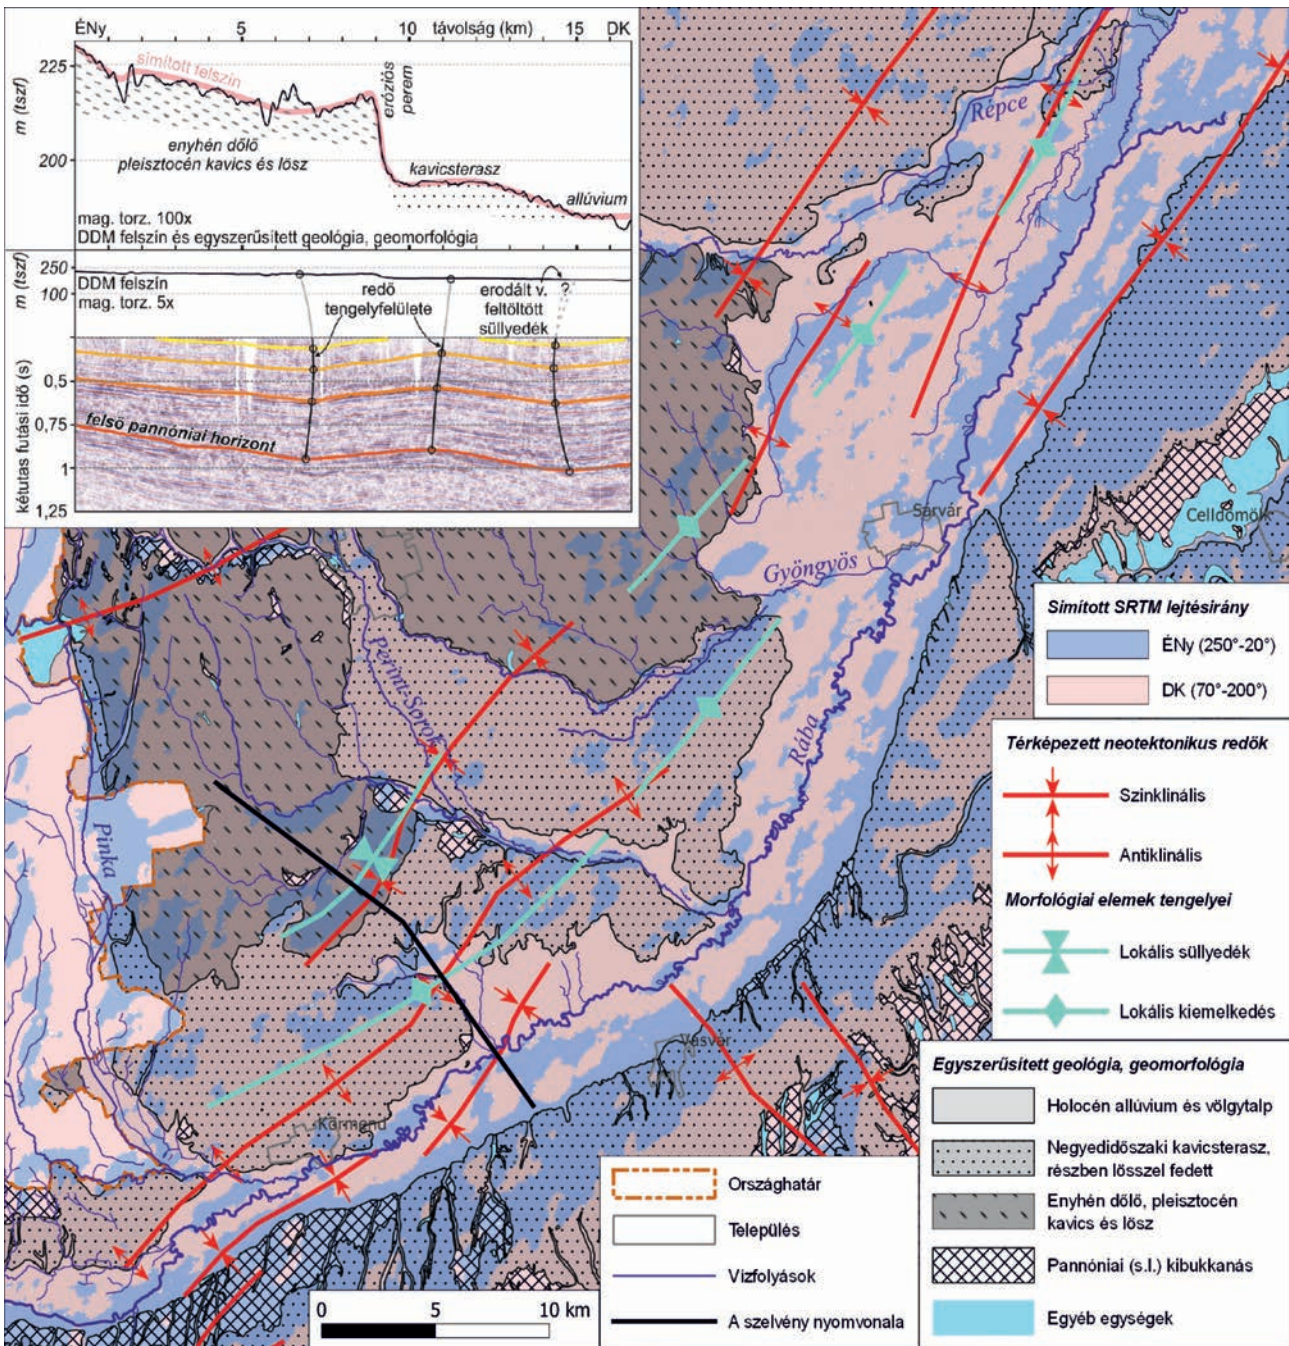 ÉNy 5 10 távolság (km) 15 DK
m (tszf)
225
200
simított felszín
eróziós
perem
enyhén dőlő
pleisztocén kavics és lösz
kavicsterasz
allúvium
mag. torz. 100x
DDM felszín és egyszerűsített geológia, geomorfológia
m (tszf)
250
100
DDM felszín
mag. torz. 5x
redő
tengelyfelülete
erodált v.
feltöltött
süllyedék
?
kétutas futási idő (s)
0,5
0,75
1
1,25
felső pannóniai horizont
Répce
Sárvár
Celldömölk
Gyöngyös
Perint-Sorok
Rába
Pinka
Vasvár
Körmend
Simított SRTM lejtésirány
ÉNy (250°-20°)
DK (70°-200°)
Térképezett neotektonikus redők
Szinklinális
Antiklinális
Morfológiai elemek tengelyei
Lokális süllyedék
Lokális kiemelkedés
Egyszerűsített geológia, geomorfológia
Holocén allúvium és völgytalp
Negyedidőszaki kavicsterasz,
részben lösszel fedett
Enyhén dőlő, pleisztocén
kavics és lösz
Pannóniai (s.l.) kibukkanás
Egyéb egységek
Országhatár
Település
Vízfolyások
A szelvény nyomvonala
0 5 10 km